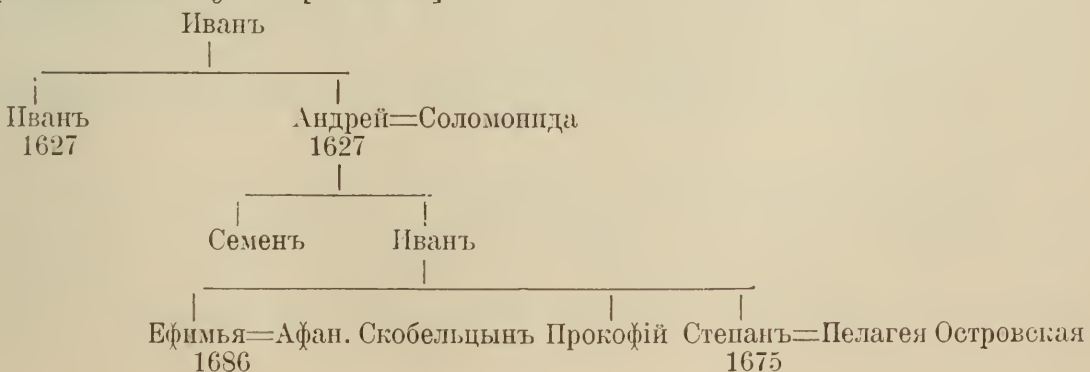 Иванъ
Иванъ Андрей=Соломонида
1627 1627
Семенъ Иванъ
Ефимья=Афан. Скобельцынъ Прокофій Степанъ=Пелагея Островская
1686 1675